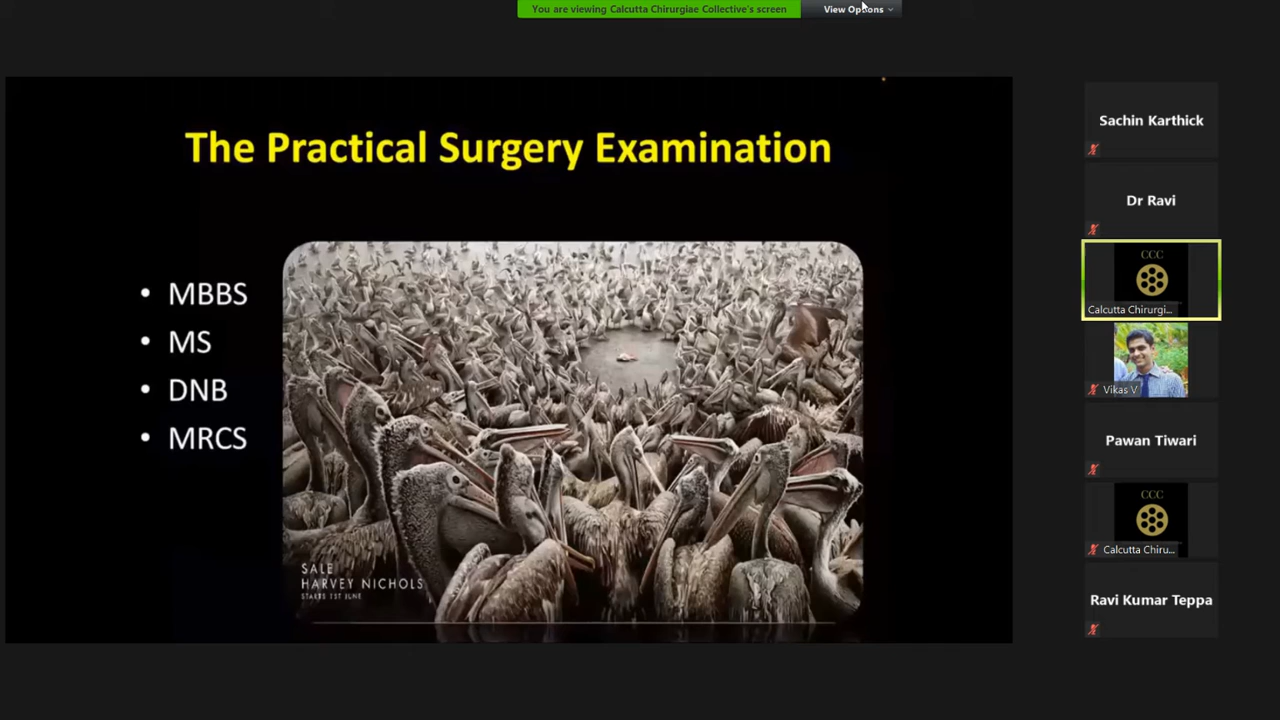 You are viewing Calcutta Chirurgiae Collective's screen
View Options
The Practical Surgery Examination
• MBBS
• MS
• DNB
• MRCS
SALE
HARVEY NICHOLS
STARTS 1ST JUNE
Sachin Karthick
Dr Ravi
CCC
Calcutta Chirurgi...
Vikas V
Pawan Tiwari
CCC
Calcutta Chiru...
Ravi Kumar Teppa